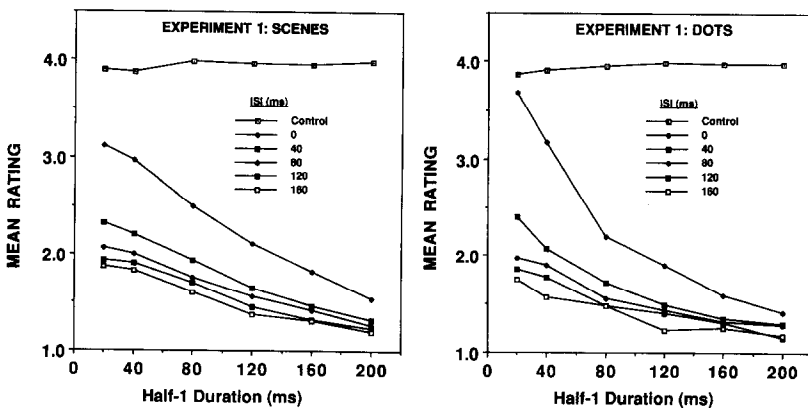 EXPERIMENT 1: SCENES
4.0
3.0
2.0
1.0
MEAN RATING
ISI (ms)
Control
0
40
80
120
160
0 40 80 120 160 200
Half-1 Duration (ms)
EXPERIMENT 1: DOTS
4.0
3.0
2.0
1.0
MEAN RATING
ISI (ms)
Control
0
40
80
120
160
0 40 80 120 160 200
Half-1 Duration (ms)